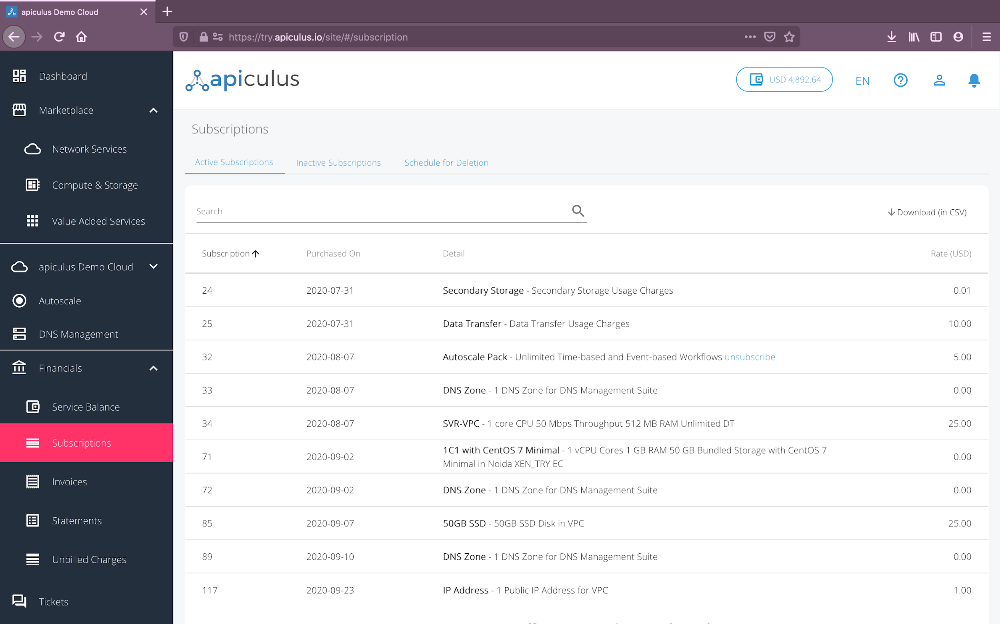 apiculus Demo Cloud
https://try.apiculus.io/site/#/subscription
Dashboard
Marketplace
Network Services
Compute & Storage
Value Added Services
apiculus Demo Cloud
Autoscale
DNS Management
Financials
Service Balance
Subscriptions
Invoices
Statements
Unbilled Charges
Tickets
apiculus
USD 4,892.64
EN
Subscriptions
Active Subscriptions
Inactive Subscriptions
Schedule for Deletion
Search
Download (in CSV)
Subscription Purchased On Detail Rate (USD)
24 2020-07-31 Secondary Storage - Secondary Storage Usage Charges 0.01
25 2020-07-31 Data Transfer - Data Transfer Usage Charges 10.00
32 2020-08-07 Autoscale Pack - Unlimited Time-based and Event-based Workflows unsubscribe 5.00
33 2020-08-07 DNS Zone - 1 DNS Zone for DNS Management Suite 0.00
34 2020-08-07 SVR-VPC - 1 core CPU 50 Mbps Throughput 512 MB RAM Unlimited DT 25.00
71 2020-09-02 1C1 with CentOS 7 Minimal - 1 vCPU Cores 1 GB RAM 50 GB Bundled Storage with CentOS 7
Minimal in Noida XEN_TRY EC 0.00
72 2020-09-02 DNS Zone - 1 DNS Zone for DNS Management Suite 0.00
85 2020-09-07 50GB SSD - 50GB SSD Disk in VPC 25.00
89 2020-09-10 DNS Zone - 1 DNS Zone for DNS Management Suite 0.00
117 2020-09-23 IP Address - 1 Public IP Address for VPC 1.00